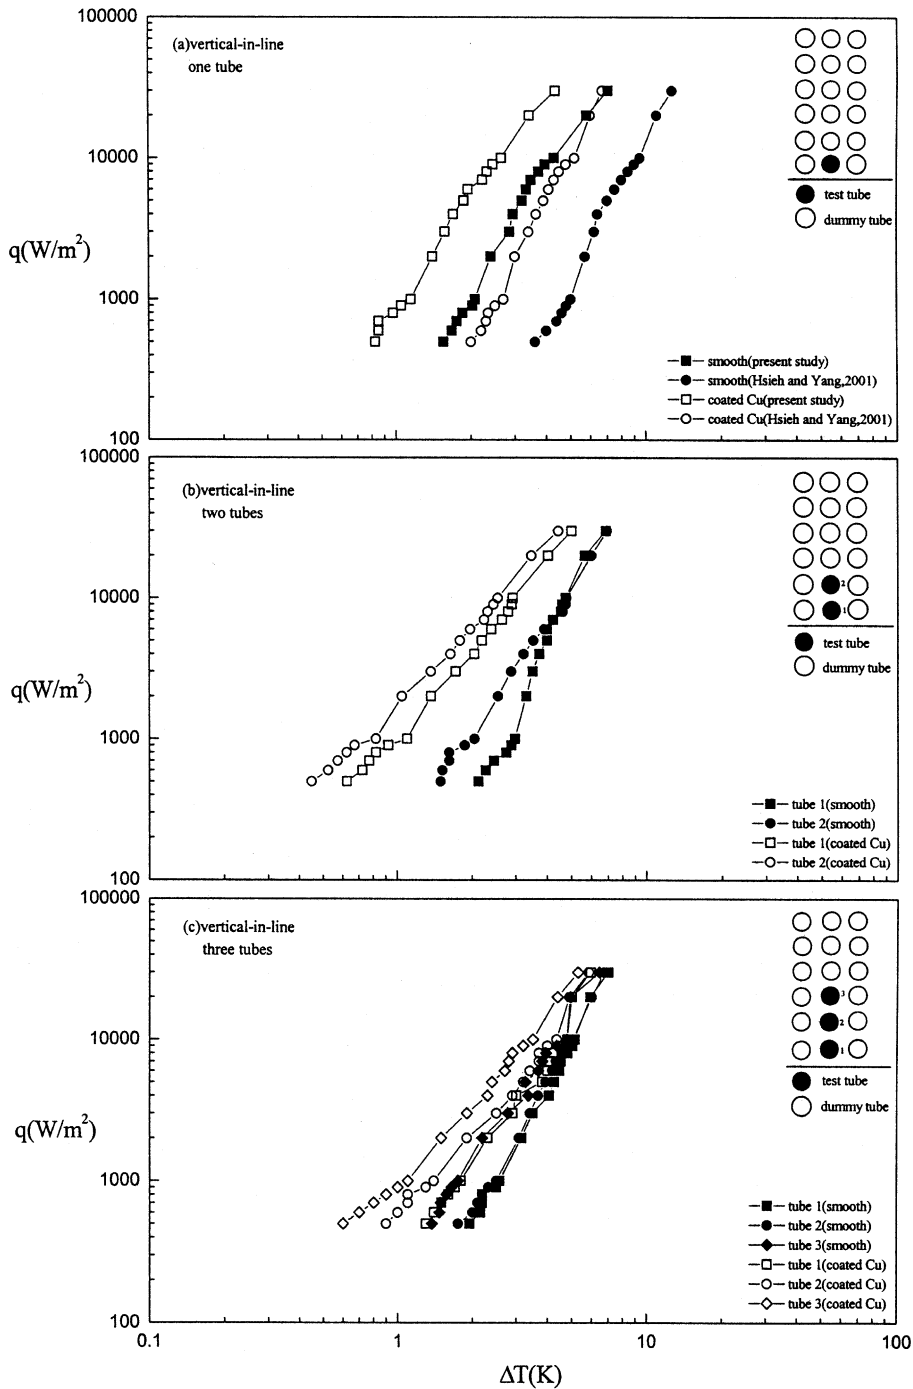 100000
(a)vertical-in-line
one tube
10000
test tube
dummy tube
q(W/m²)
1000
smooth(present study)
smooth(Hsieh and Yang,2001)
coated Cu(present study)
coated Cu(Hsieh and Yang,2001)
100
100000
(b)vertical-in-line
two tubes
2
10000
1
test tube
dummy tube
q(W/m²)
1000
tube 1(smooth)
tube 2(smooth)
tube 1(coated Cu)
tube 2(coated Cu)
100
100000
(c)vertical-in-line
three tubes
3
2
10000
1
test tube
dummy tube
q(W/m²)
1000
tube 1(smooth)
tube 2(smooth)
tube 3(smooth)
tube 1(coated Cu)
tube 2(coated Cu)
tube 3(coated Cu)
100
0.1 1 10 100
ΔT(K)